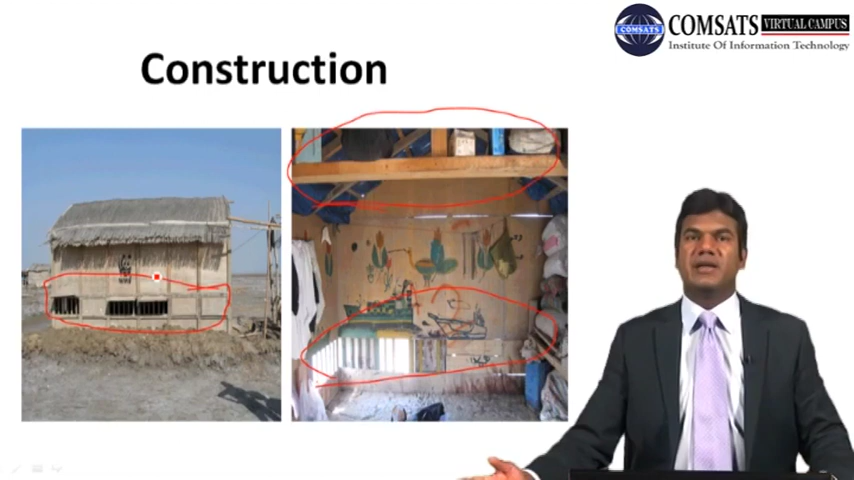 COMSATS VIRTUAL CAMPUS
Institute Of Information Technology
COMSATS
Construction